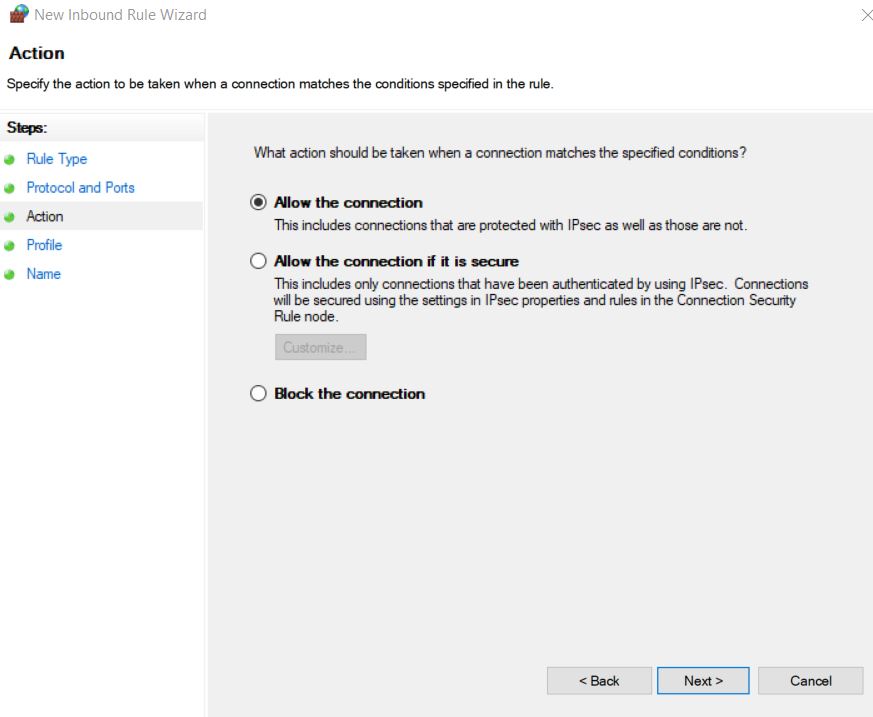 New Inbound Rule Wizard
Action
Specify the action to be taken when a connection matches the conditions specified in the rule.
Steps:
Rule Type
Protocol and Ports
Action
Profile
Name
What action should be taken when a connection matches the specified conditions?
Allow the connection
This includes connections that are protected with IPsec as well as those are not.
Allow the connection if it is secure
This includes only connections that have been authenticated by using IPsec. Connections
will be secured using the settings in IPsec properties and rules in the Connection Security
Rule node.
Customize...
Block the connection
< Back
Next >
Cancel